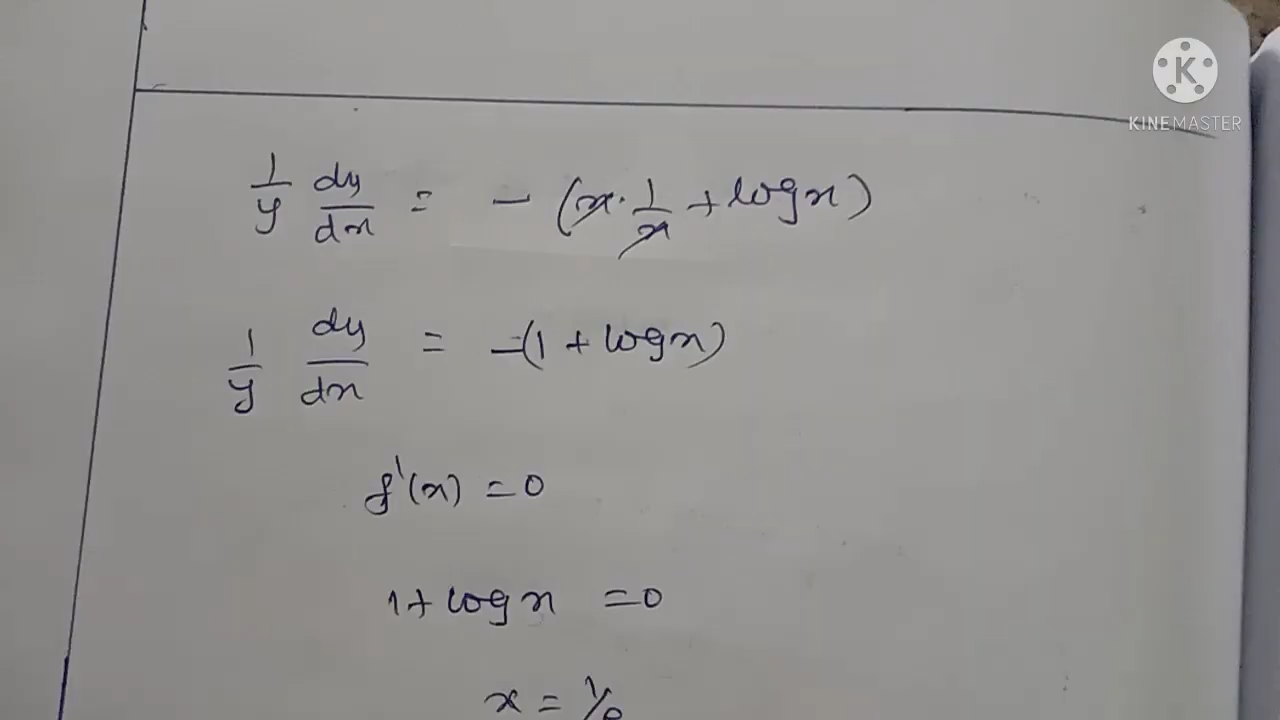 K
KINEMASTER
1/y dy/dx = - (x · 1/x + log x)
1/y dy/dx = -(1 + log x)
f'(x) = 0
1 + log x = 0
x = 1/e